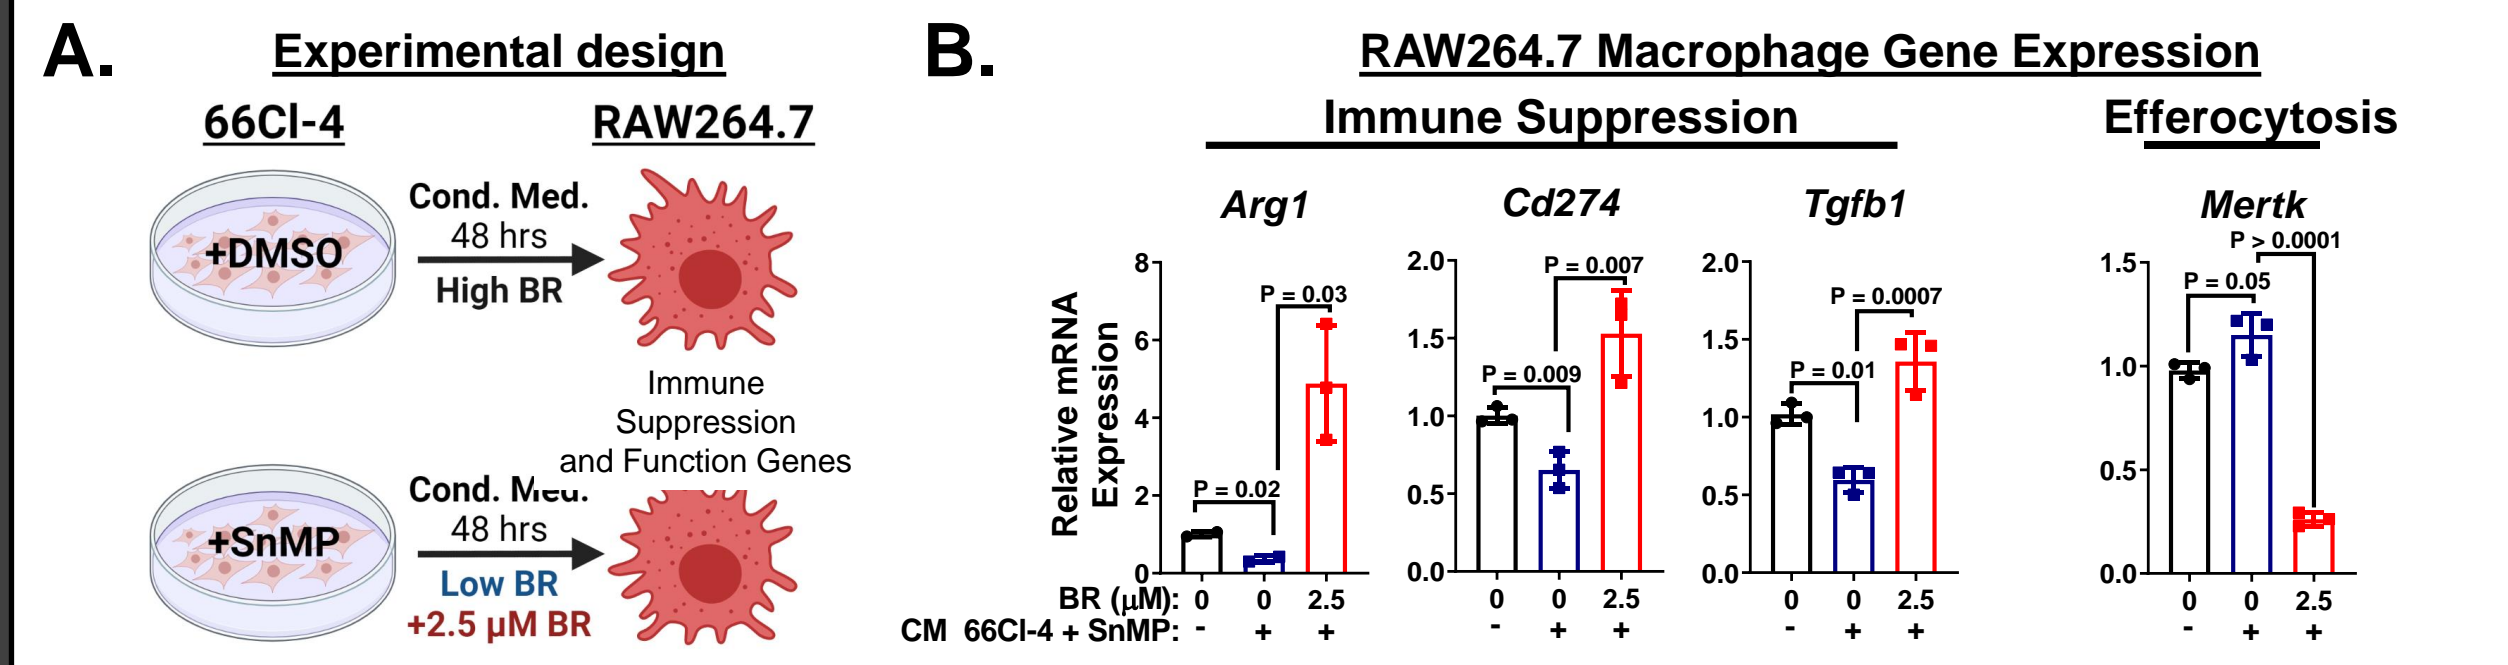 A.
Experimental design
66Cl-4
RAW264.7
+DMSO
Cond. Med.
48 hrs
High BR
Immune
Suppression
and Function Genes
+SnMP
Cond. Med.
48 hrs
Low BR
+2.5 µM BR
B.
RAW264.7 Macrophage Gene Expression
Immune Suppression
Efferocytosis
Relative mRNA
Expression
Arg1
8
6
4
2
0
P = 0.02
P = 0.03
Cd274
2.0
1.5
1.0
0.5
0.0
P = 0.009
P = 0.007
Tgfb1
2.0
1.5
1.0
0.5
0.0
P = 0.01
P = 0.0007
Mertk
1.5
1.0
0.5
0.0
P = 0.05
P > 0.0001
BR (µM): 0 0 2.5 0 0 2.5 0 0 2.5 0 0 2.5
CM 66Cl-4 + SnMP: - + + - + + - + + - + +